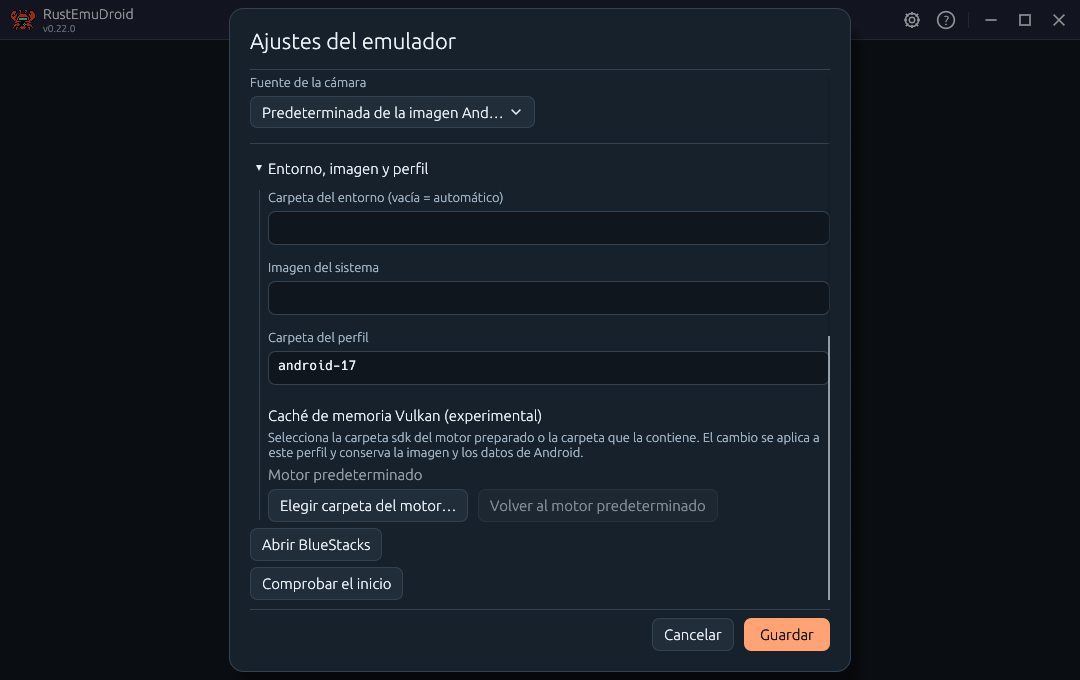 RustEmuDroid
v0.22.0
Ajustes del emulador
Fuente de la cámara
Predeterminada de la imagen And...
Entorno, imagen y perfil
Carpeta del entorno (vacía = automático)
Imagen del sistema
Carpeta del perfil
android-17
Caché de memoria Vulkan (experimental)
Selecciona la carpeta sdk del motor preparado o la carpeta que la contiene. El cambio se aplica a
este perfil y conserva la imagen y los datos de Android.
Motor predeterminado
Elegir carpeta del motor...
Volver al motor predeterminado
Abrir BlueStacks
Comprobar el inicio
Cancelar
Guardar